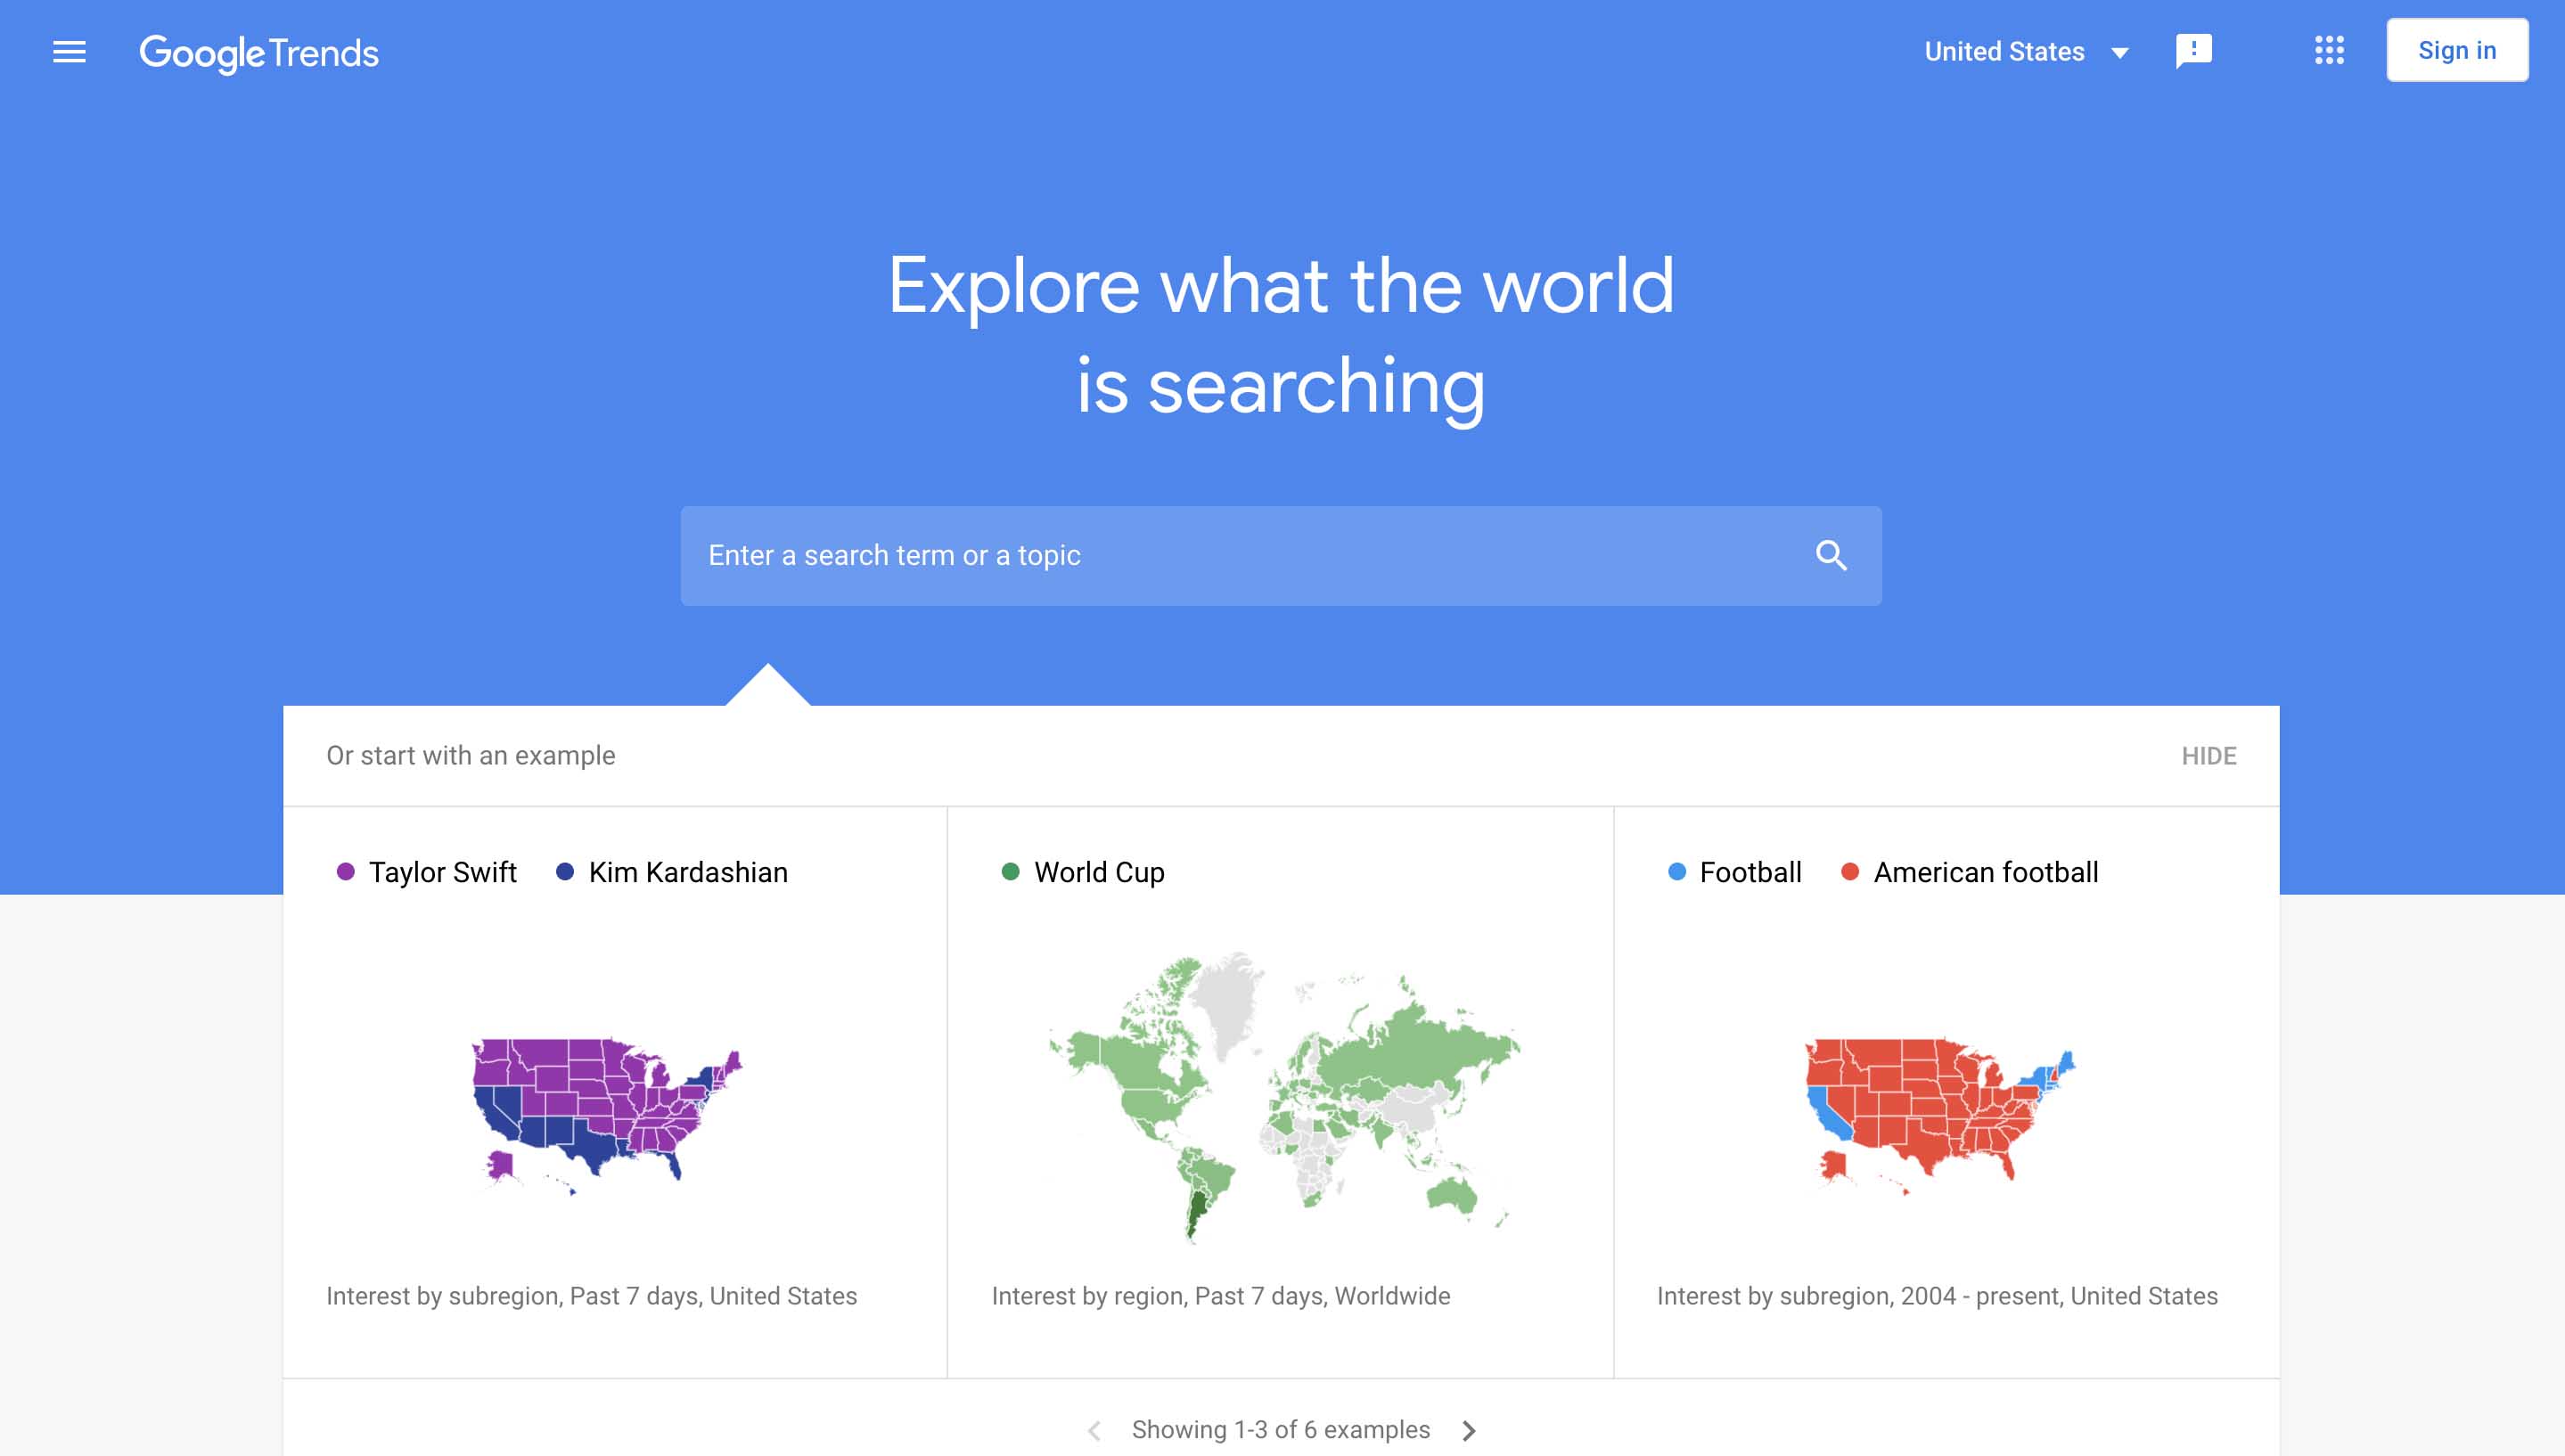 Google Trends
United States
Sign in
Explore what the world
is searching
Enter a search term or a topic
Or start with an example
HIDE
Taylor Swift
Kim Kardashian
World Cup
Football
American football
Interest by subregion, Past 7 days, United States
Interest by region, Past 7 days, Worldwide
Interest by subregion, 2004 - present, United States
Showing 1-3 of 6 examples